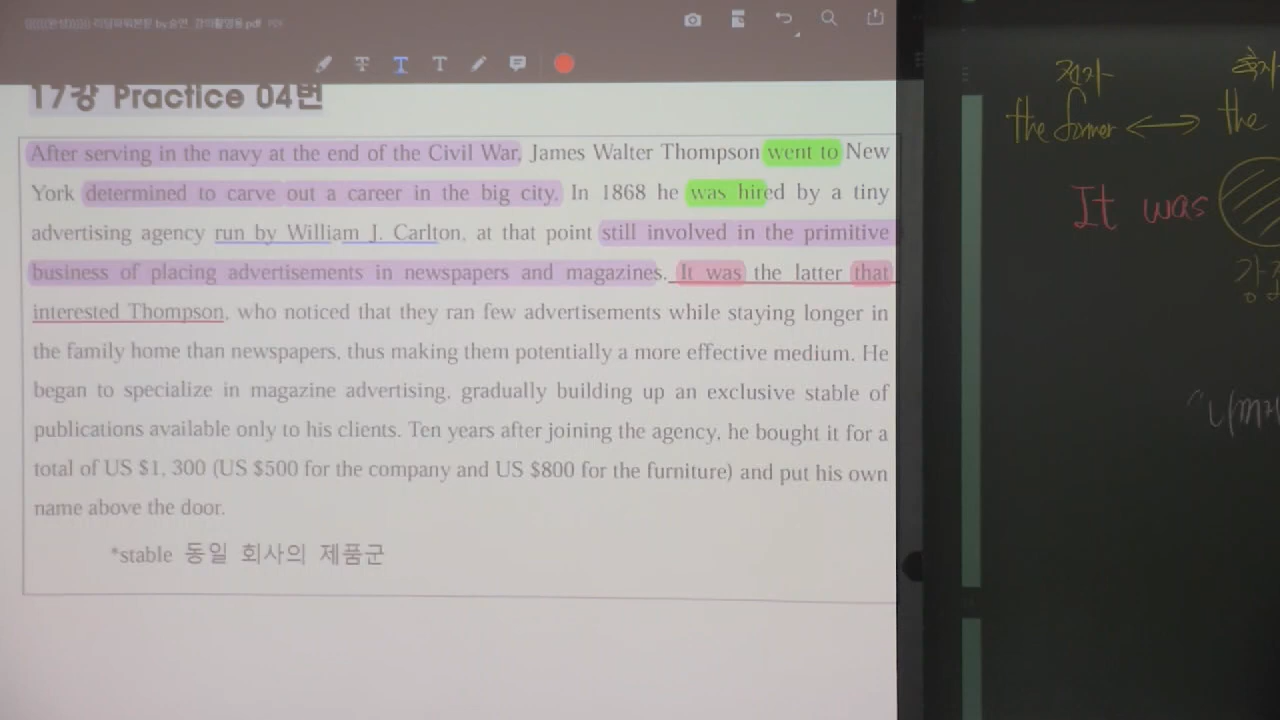 17강 Practice 04번
After serving in the navy at the end of the Civil War, James Walter Thompson went to New
York determined to carve out a career in the big city. In 1868 he was hired by a tiny
advertising agency run by William J. Carlton, at that point still involved in the primitive
business of placing advertisements in newspapers and magazines. It was the latter that
interested Thompson, who noticed that they ran few advertisements while staying longer in
the family home than newspapers, thus making them potentially a more effective medium. He
began to specialize in magazine advertising, gradually building up an exclusive stable of
publications available only to his clients. Ten years after joining the agency, he bought it for a
total of US $1, 300 (US $500 for the company and US $800 for the furniture) and put his own
name above the door.
*stable 동일 회사의 제품군
전자
the former ↔ the
It was